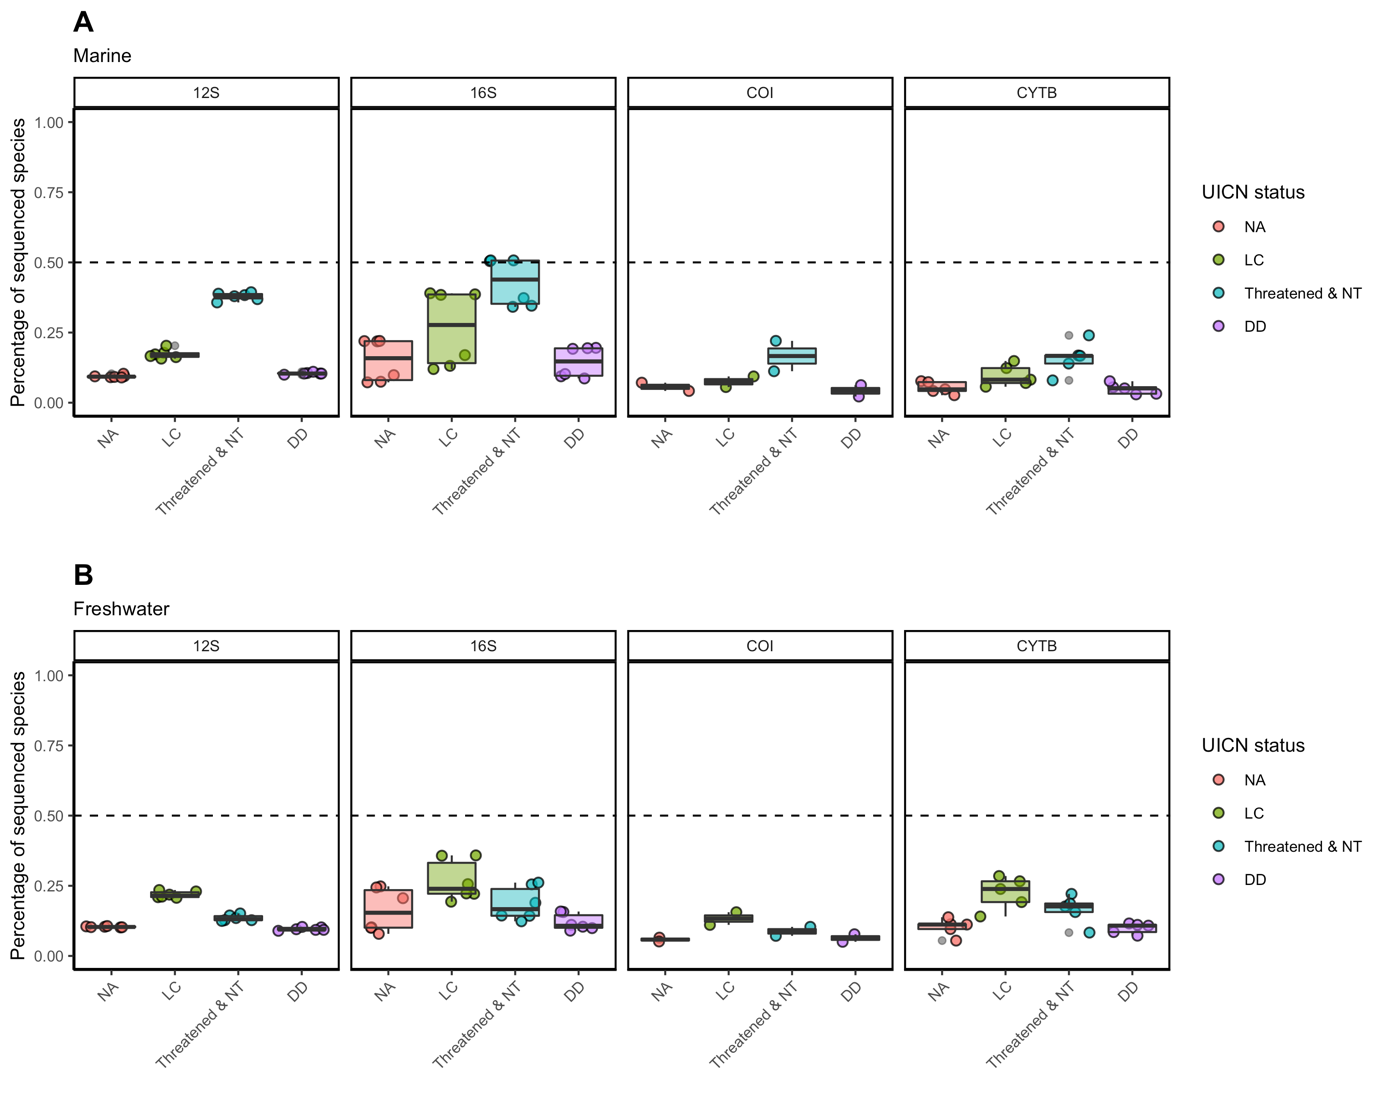 A
Marine
12S 16S COI CYTB
Percentage of sequenced species
1.00
0.75
0.50
0.25
0.00
NA LC Threatened & NT DD NA LC Threatened & NT DD NA LC Threatened & NT DD NA LC Threatened & NT DD
UICN status
NA
LC
Threatened & NT
DD
B
Freshwater
12S 16S COI CYTB
Percentage of sequenced species
1.00
0.75
0.50
0.25
0.00
NA LC Threatened & NT DD NA LC Threatened & NT DD NA LC Threatened & NT DD NA LC Threatened & NT DD
UICN status
NA
LC
Threatened & NT
DD